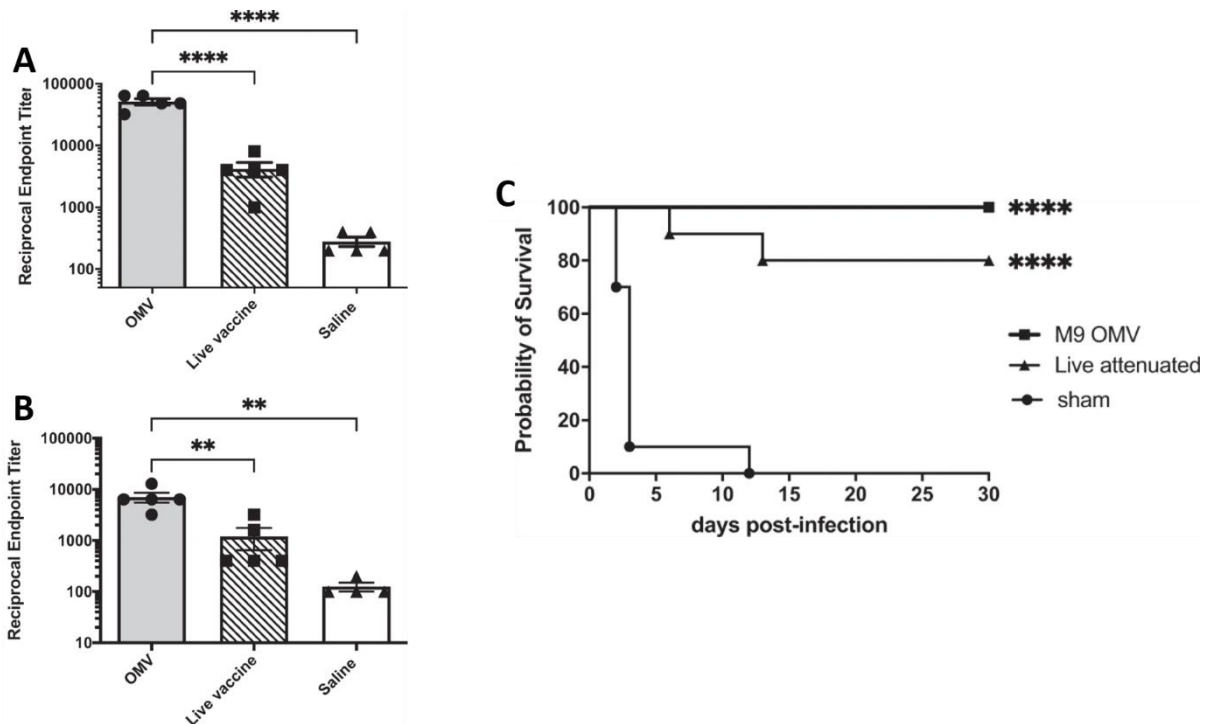 A
****
****
Reciprocal Endpoint Titer
100000
10000
1000
100
OMV
Live vaccine
Saline
B
**
**
Reciprocal Endpoint Titer
100000
10000
1000
100
10
OMV
Live vaccine
Saline
C
Probability of Survival
100
80
60
40
20
0
0
5
10
15
20
25
30
days post-infection
****
****
M9 OMV
Live attenuated
sham